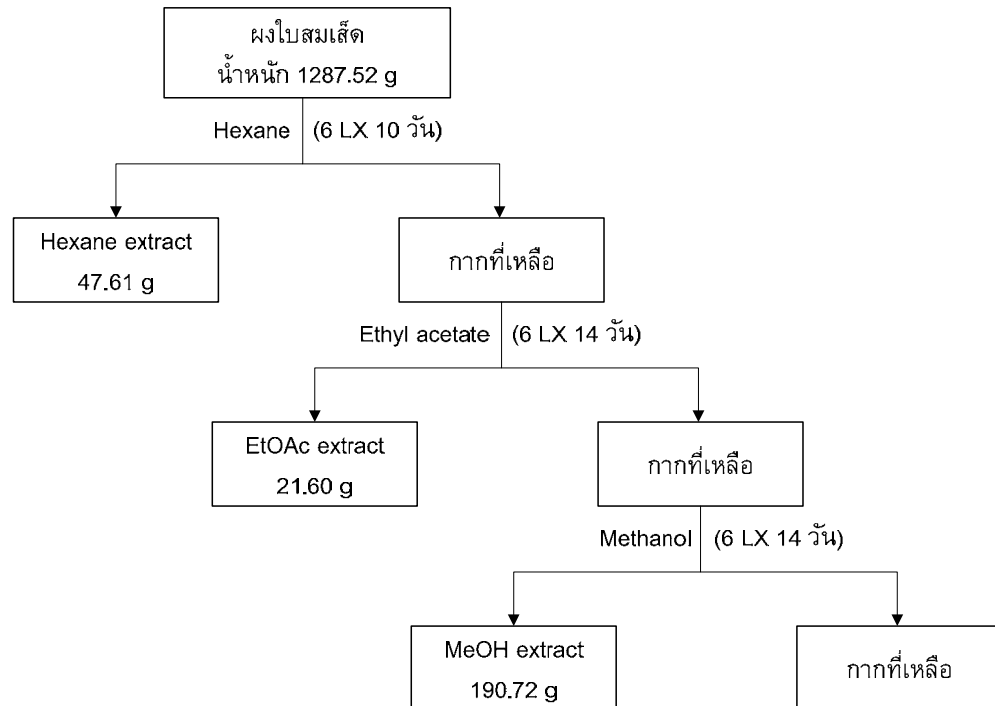 ผงใบสมเส็ด
น้ำหนัก 1287.52 g
Hexane (6 LX 10 วัน)
Hexane extract
47.61 g
กากที่เหลือ
Ethyl acetate (6 LX 14 วัน)
EtOAc extract
21.60 g
กากที่เหลือ
Methanol (6 LX 14 วัน)
MeOH extract
190.72 g
กากที่เหลือ